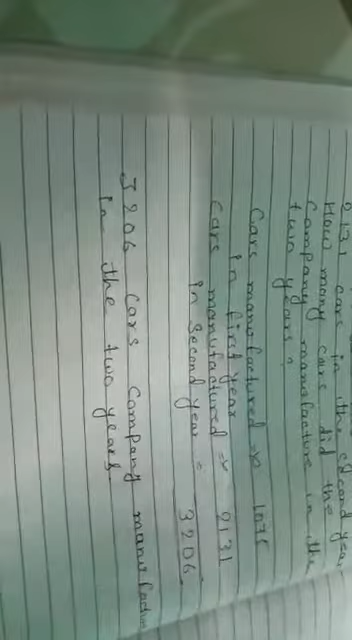 2131 cars in the second year
How many cars did the
Company manufacture in the
two years?
Cars manufactured ⇒ 1075
in first year
Cars manufactured ⇒ 2131
in Second year = 3206
3206 Cars Company manufactu
in the two years